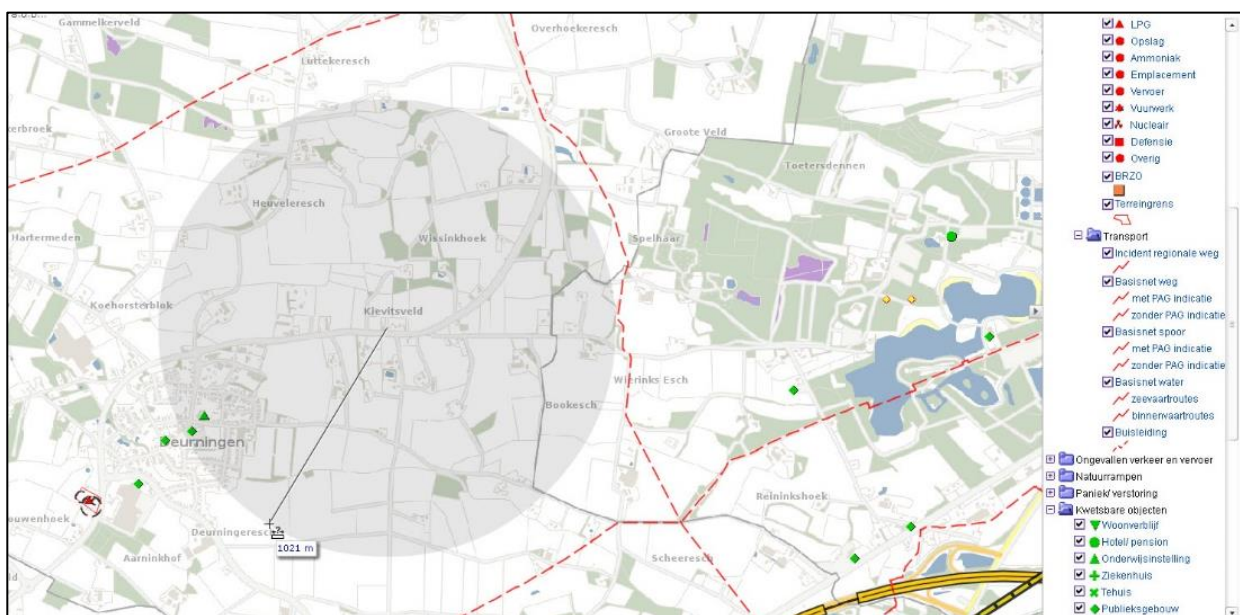 Gammelkerveld
Overhoekeresch
Luttekeresch
Groote Veld
Toetersdennen
Heuveleresch
Wissinkhoek
Spelhaar
Hartermeden
Koehorsterblok
Kievitsveld
Wierinks Esch
Bookesch
Deurningen
Reininkshoek
Deurningeresch
1021 m
Aarninkhof
Scheeresch
LPG
Opslag
Ammoniak
Emplacement
Vervoer
Vuurwerk
Nucleair
Defensie
Overig
BRZO
Terreingrens
Transport
Incident regionale weg
Basisnet weg
met PAG indicatie
zonder PAG indicatie
Basisnet spoor
met PAG indicatie
zonder PAG indicatie
Basisnet water
zeevaartroutes
binnenvaartroutes
Buisleiding
Ongevallen verkeer en vervoer
Natuurrampen
Paniek/ verstoring
Kwetsbare objecten
Woonverblijf
Hotel/ pension
Onderwijsinstelling
Ziekenhuis
Tehuis
Publieksgebouw